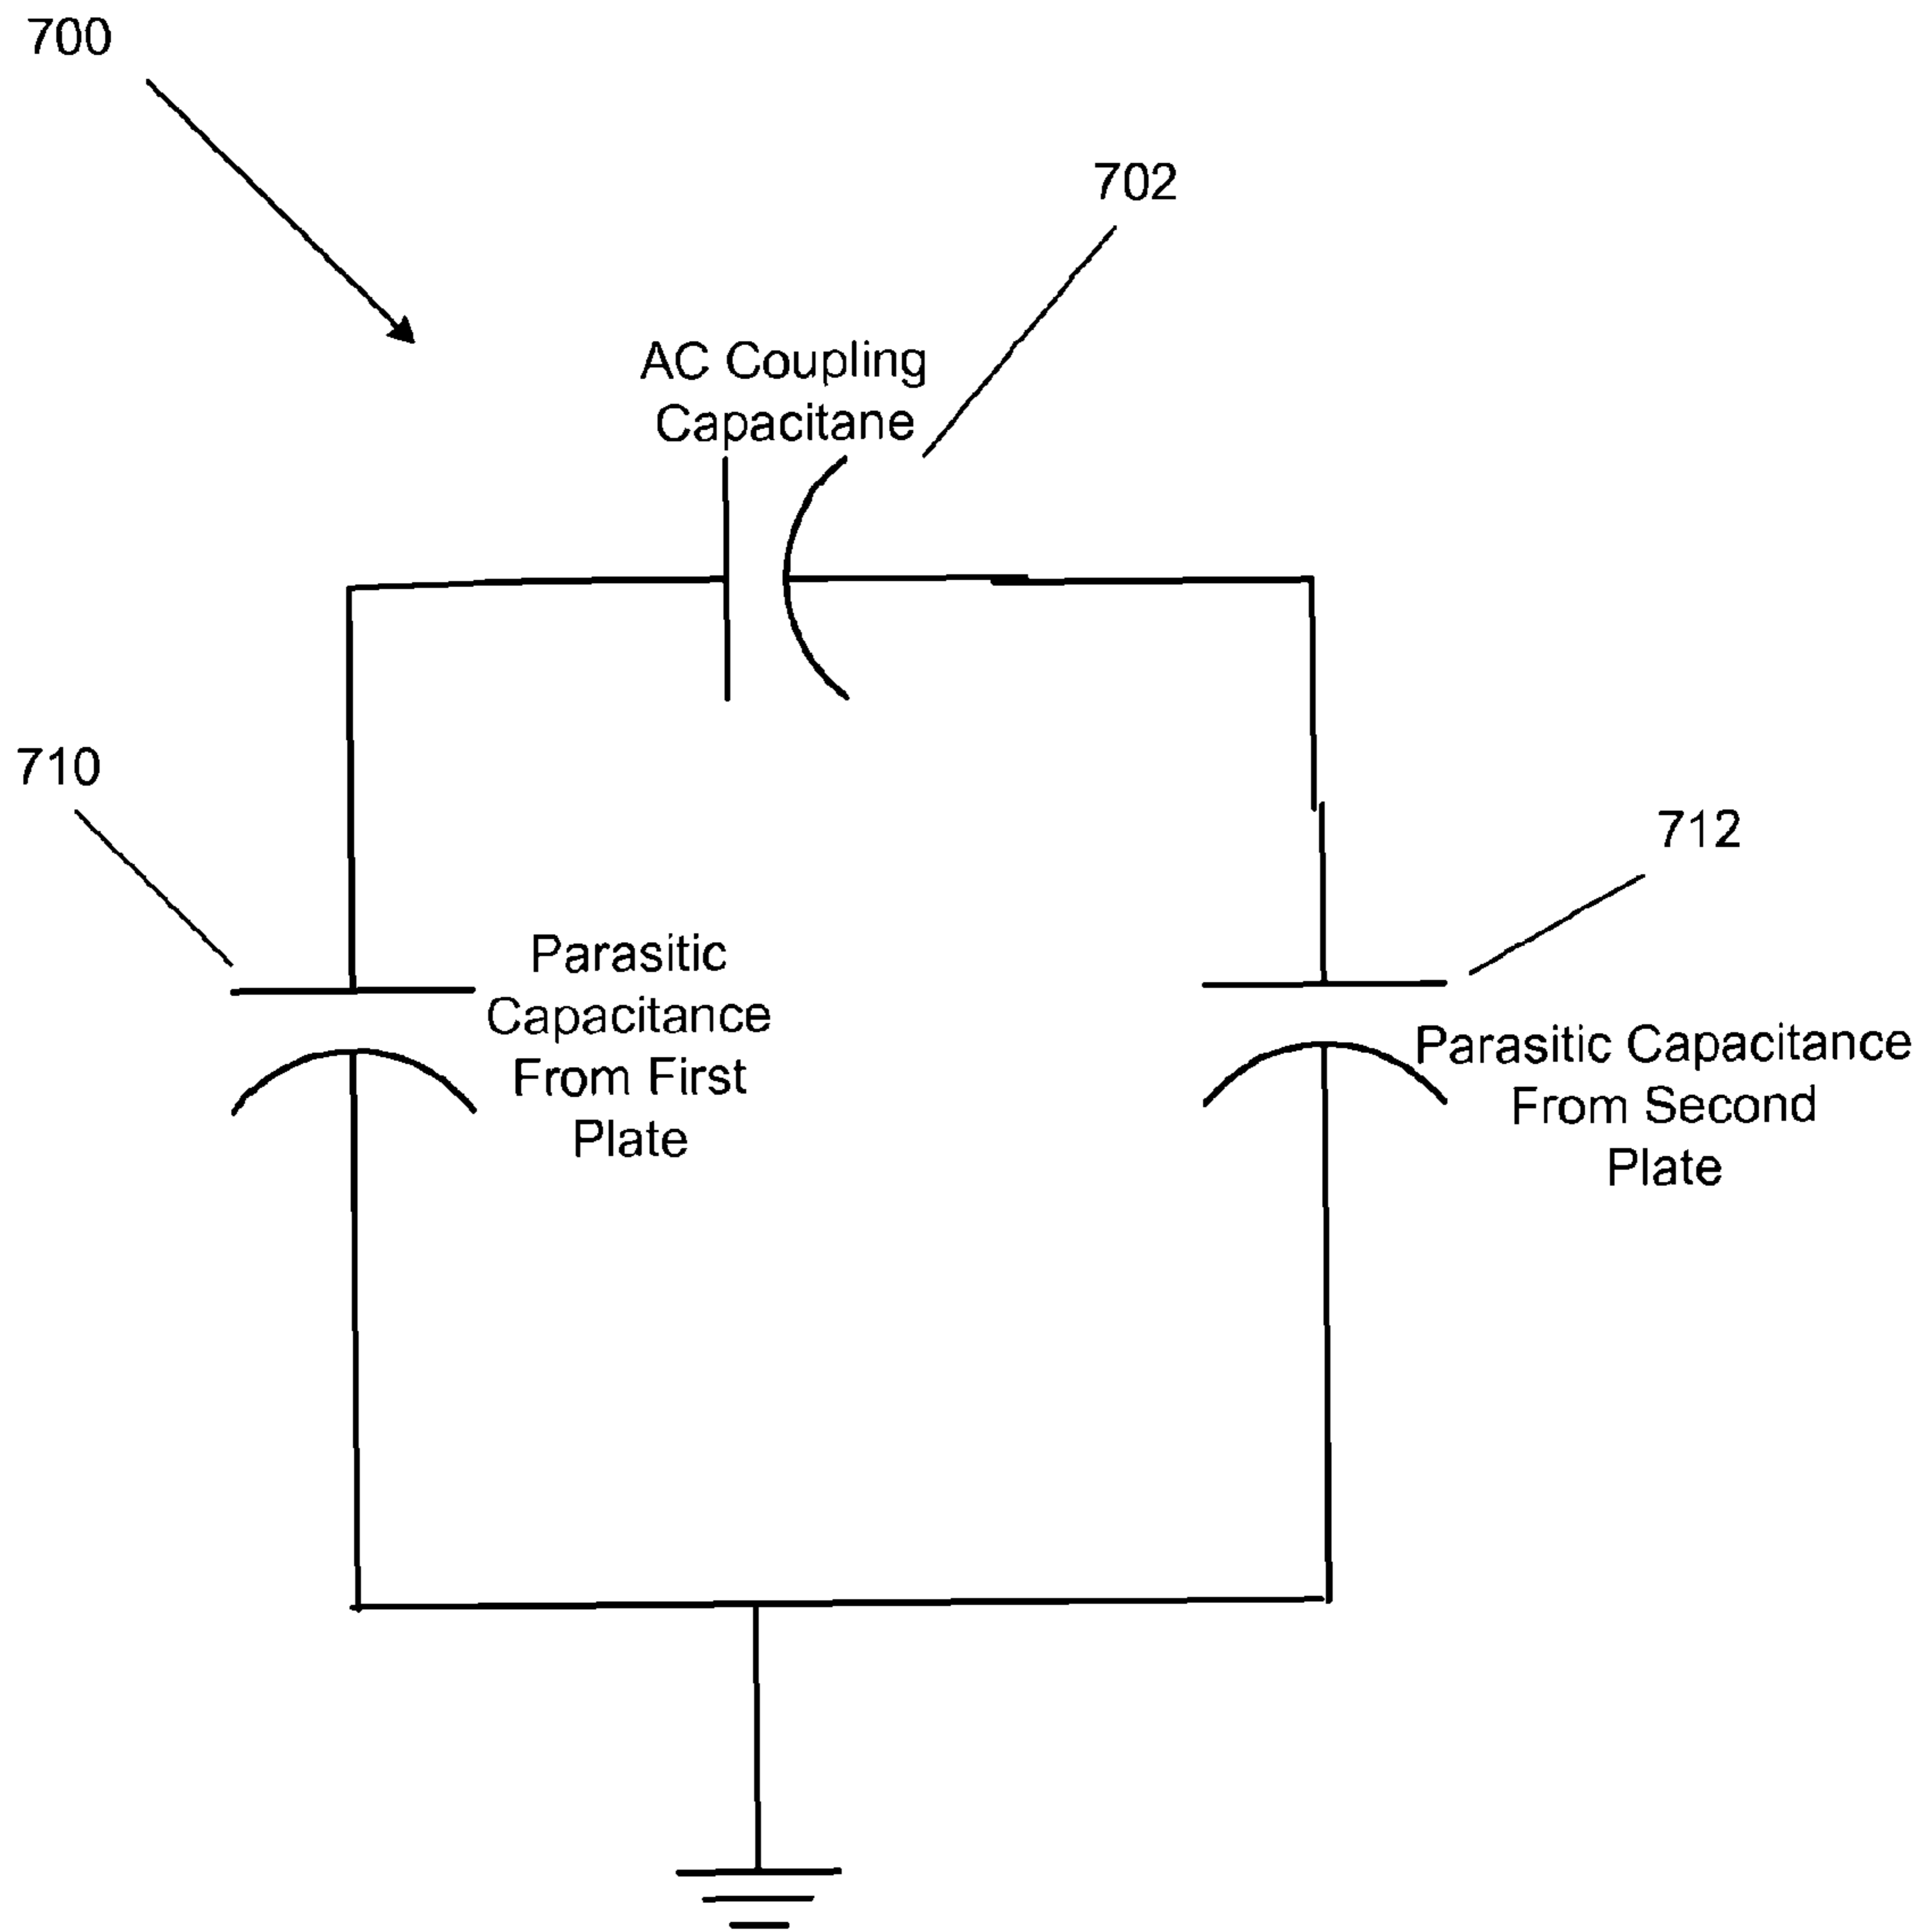 700
702
AC Coupling
Capacitane
710
712
Parasitic
Capacitance
From First
Plate
Parasitic Capacitance
From Second
Plate